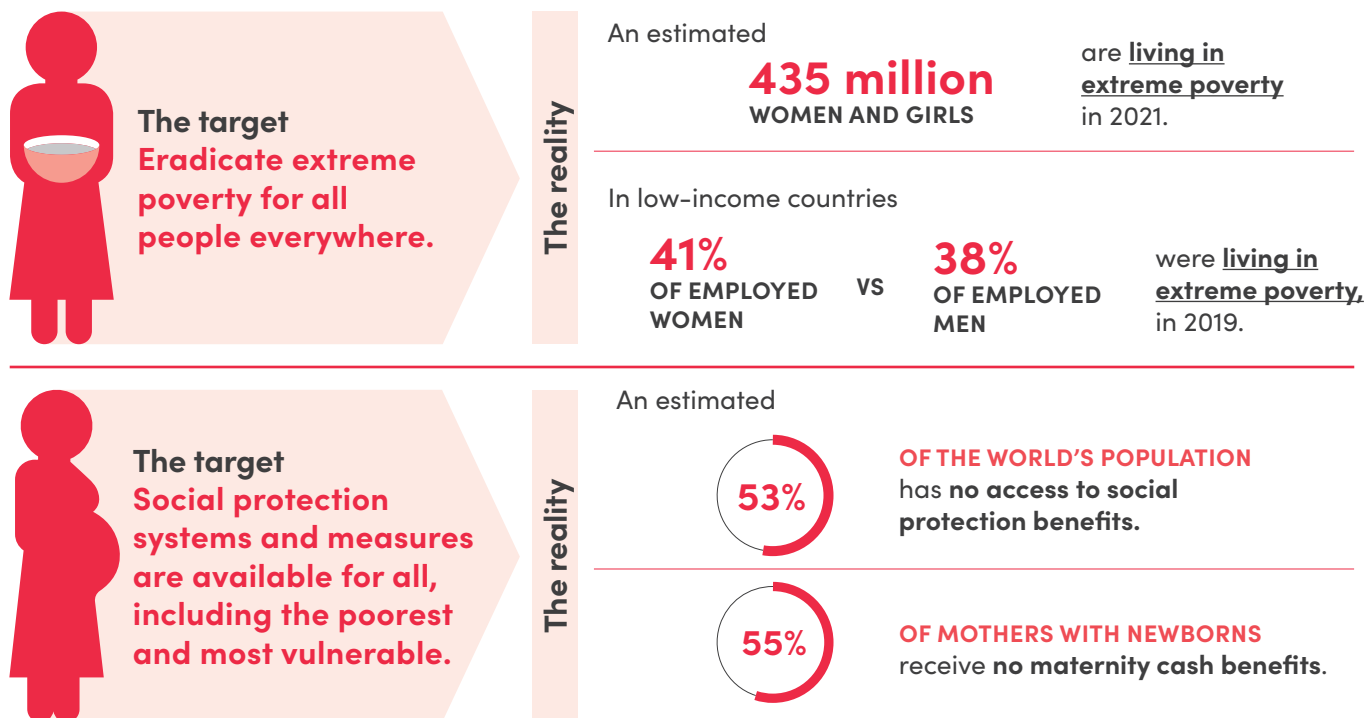 The target
Eradicate extreme
poverty for all
people everywhere.
The reality
An estimated
435 million
WOMEN AND GIRLS
are living in
extreme poverty
in 2021.
In low-income countries
41%
OF EMPLOYED
WOMEN
VS
38%
OF EMPLOYED
MEN
were living in
extreme poverty,
in 2019.
The target
Social protection
systems and measures
are available for all,
including the poorest
and most vulnerable.
The reality
An estimated
53%
OF THE WORLD'S POPULATION
has no access to social
protection benefits.
55%
OF MOTHERS WITH NEWBORNS
receive no maternity cash benefits.